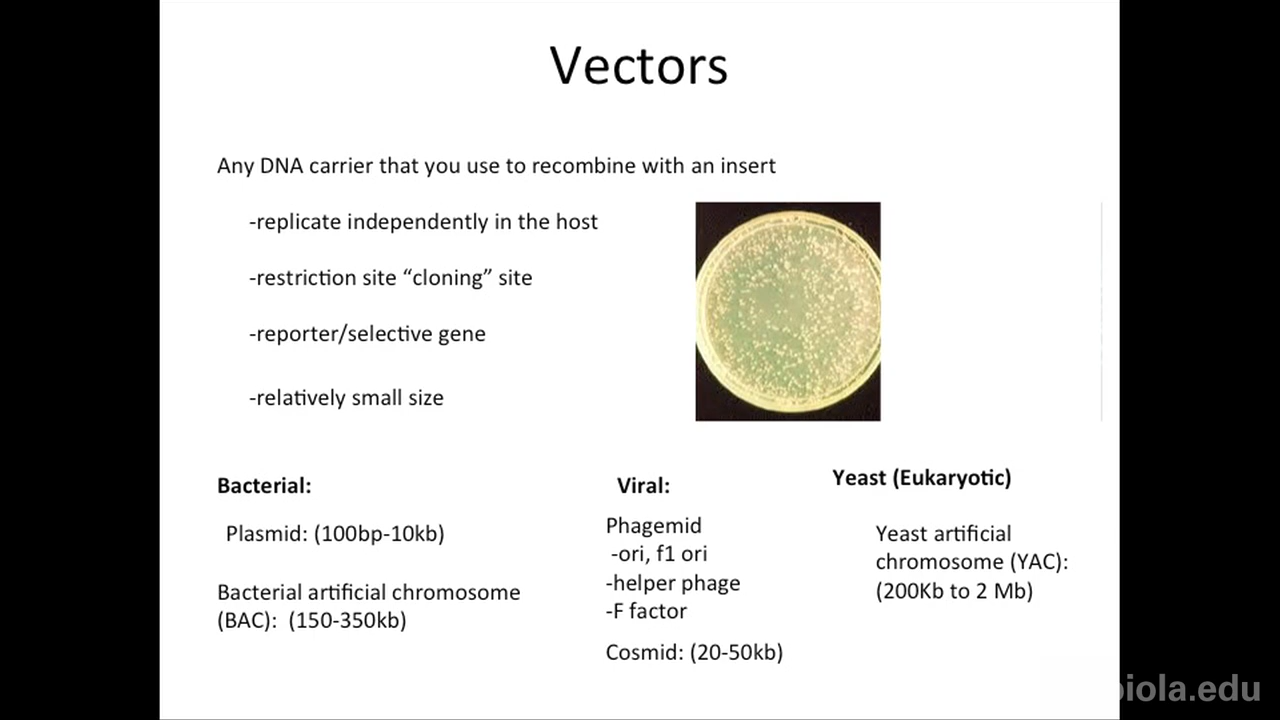 Vectors
Any DNA carrier that you use to recombine with an insert
-replicate independently in the host
-restriction site “cloning” site
-reporter/selective gene
-relatively small size
Bacterial:
Plasmid: (100bp-10kb)
Bacterial artificial chromosome
(BAC): (150-350kb)
Viral:
Phagemid
-ori, f1 ori
-helper phage
-F factor
Cosmid: (20-50kb)
Yeast (Eukaryotic)
Yeast artificial
chromosome (YAC):
(200Kb to 2 Mb)
biola.edu